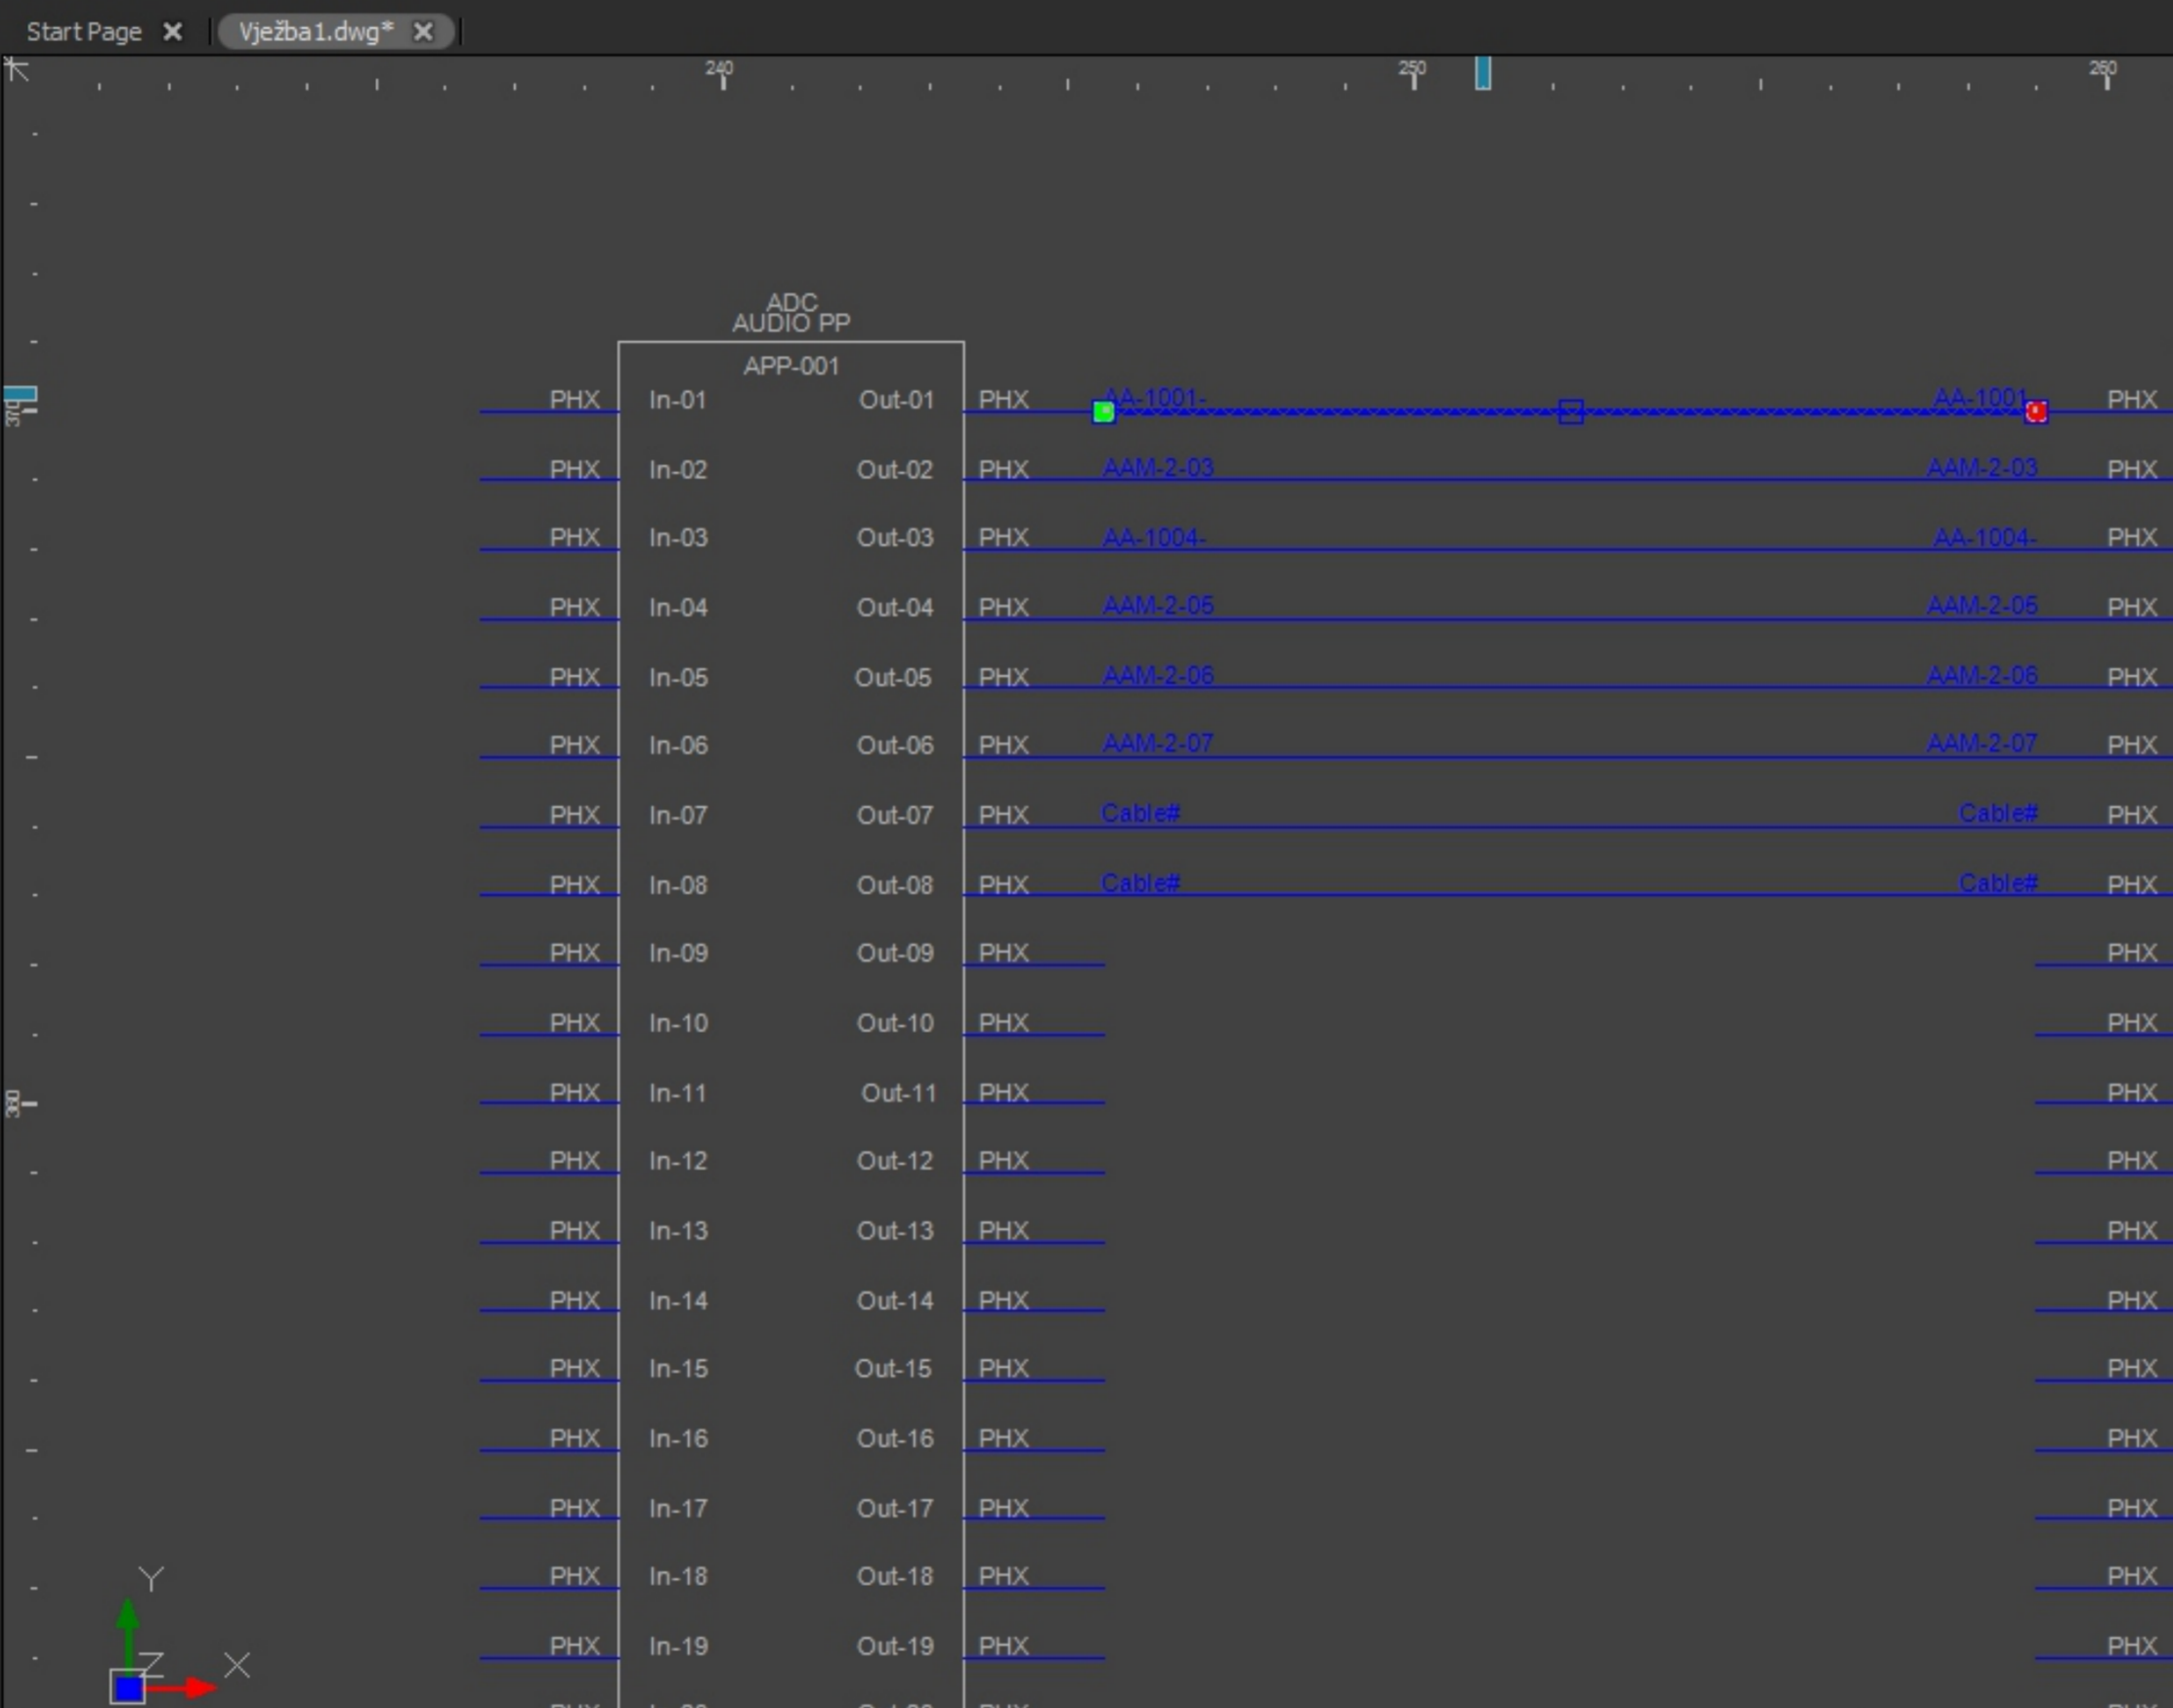 Start Page Vježba1.dwg*
240 250 260
ADC
AUDIO PP
APP-001
370
PHX In-01 Out-01 PHX AA-1001- AA-1001 PHX
PHX In-02 Out-02 PHX AAM-2-03 AAM-2-03 PHX
PHX In-03 Out-03 PHX AA-1004- AA-1004- PHX
PHX In-04 Out-04 PHX AAM-2-05 AAM-2-05 PHX
PHX In-05 Out-05 PHX AAM-2-06 AAM-2-06 PHX
PHX In-06 Out-06 PHX AAM-2-07 AAM-2-07 PHX
PHX In-07 Out-07 PHX Cable# Cable# PHX
PHX In-08 Out-08 PHX Cable# Cable# PHX
PHX In-09 Out-09 PHX PHX
PHX In-10 Out-10 PHX PHX
360
PHX In-11 Out-11 PHX PHX
PHX In-12 Out-12 PHX PHX
PHX In-13 Out-13 PHX PHX
PHX In-14 Out-14 PHX PHX
PHX In-15 Out-15 PHX PHX
PHX In-16 Out-16 PHX PHX
PHX In-17 Out-17 PHX PHX
PHX In-18 Out-18 PHX PHX
PHX In-19 Out-19 PHX PHX
Y
Z X